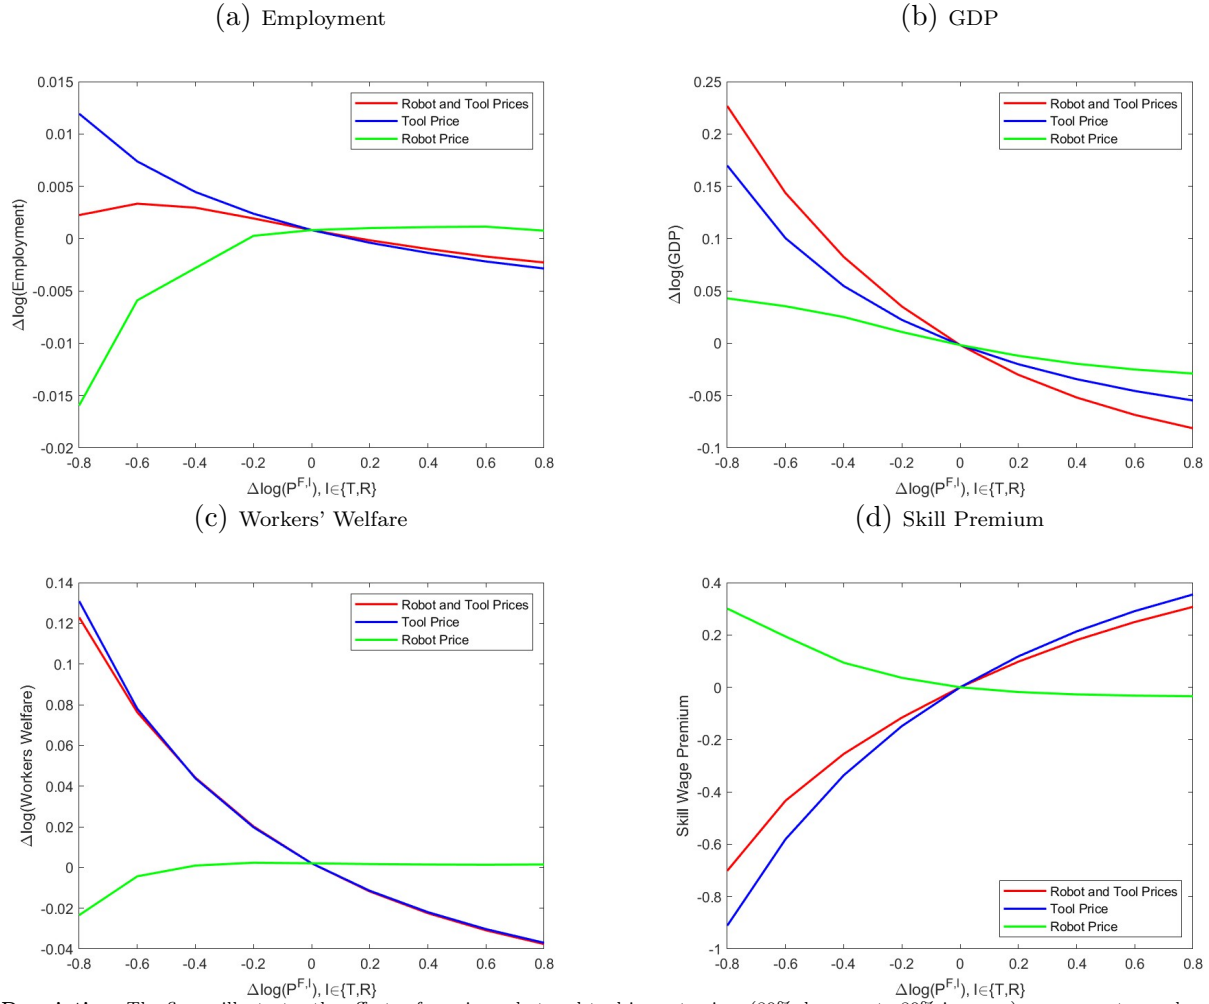 (a) Employment
0.015
0.01
0.005
0
-0.005
-0.01
-0.015
-0.02
-0.8 -0.6 -0.4 -0.2 0 0.2 0.4 0.6 0.8
Δlog(Employment)
Δlog(P^{F,I}), I∈{T,R}
Robot and Tool Prices
Tool Price
Robot Price
(b) GDP
0.25
0.2
0.15
0.1
0.05
0
-0.05
-0.1
-0.8 -0.6 -0.4 -0.2 0 0.2 0.4 0.6 0.8
Δlog(GDP)
Δlog(P^{F,I}), I∈{T,R}
Robot and Tool Prices
Tool Price
Robot Price
(c) Workers' Welfare
0.14
0.12
0.1
0.08
0.06
0.04
0.02
0
-0.02
-0.04
-0.8 -0.6 -0.4 -0.2 0 0.2 0.4 0.6 0.8
Δlog(Workers Welfare)
Δlog(P^{F,I}), I∈{T,R}
Robot and Tool Prices
Tool Price
Robot Price
(d) Skill Premium
0.4
0.2
0
-0.2
-0.4
-0.6
-0.8
-1
-0.8 -0.6 -0.4 -0.2 0 0.2 0.4 0.6 0.8
Skill Wage Premium
Δlog(P^{F,I}), I∈{T,R}
Robot and Tool Prices
Tool Price
Robot Price